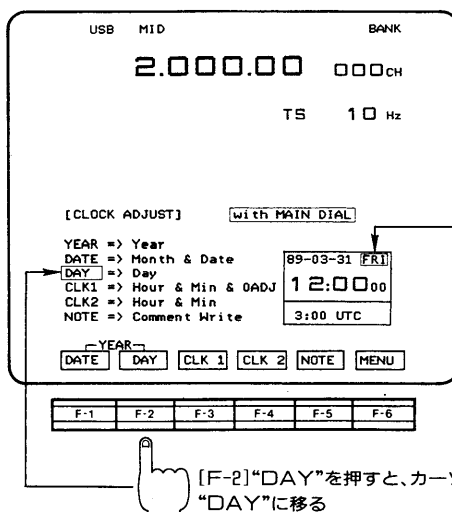 USB MID BANK
2.000.00 000CH
TS 10 Hz
[CLOCK ADJUST] with MAIN DIAL
YEAR => Year
DATE => Month & Date
DAY => Day
CLK1 => Hour & Min & 0ADJ
CLK2 => Hour & Min
NOTE => Comment Write
89-03-31 FRI
12:00 00
3:00 UTC
YEAR
DATE DAY CLK 1 CLK 2 NOTE MENU
F-1 F-2 F-3 F-4 F-5 F-6
[F-2]“DAY”を押すと、カー
“DAY”に移る